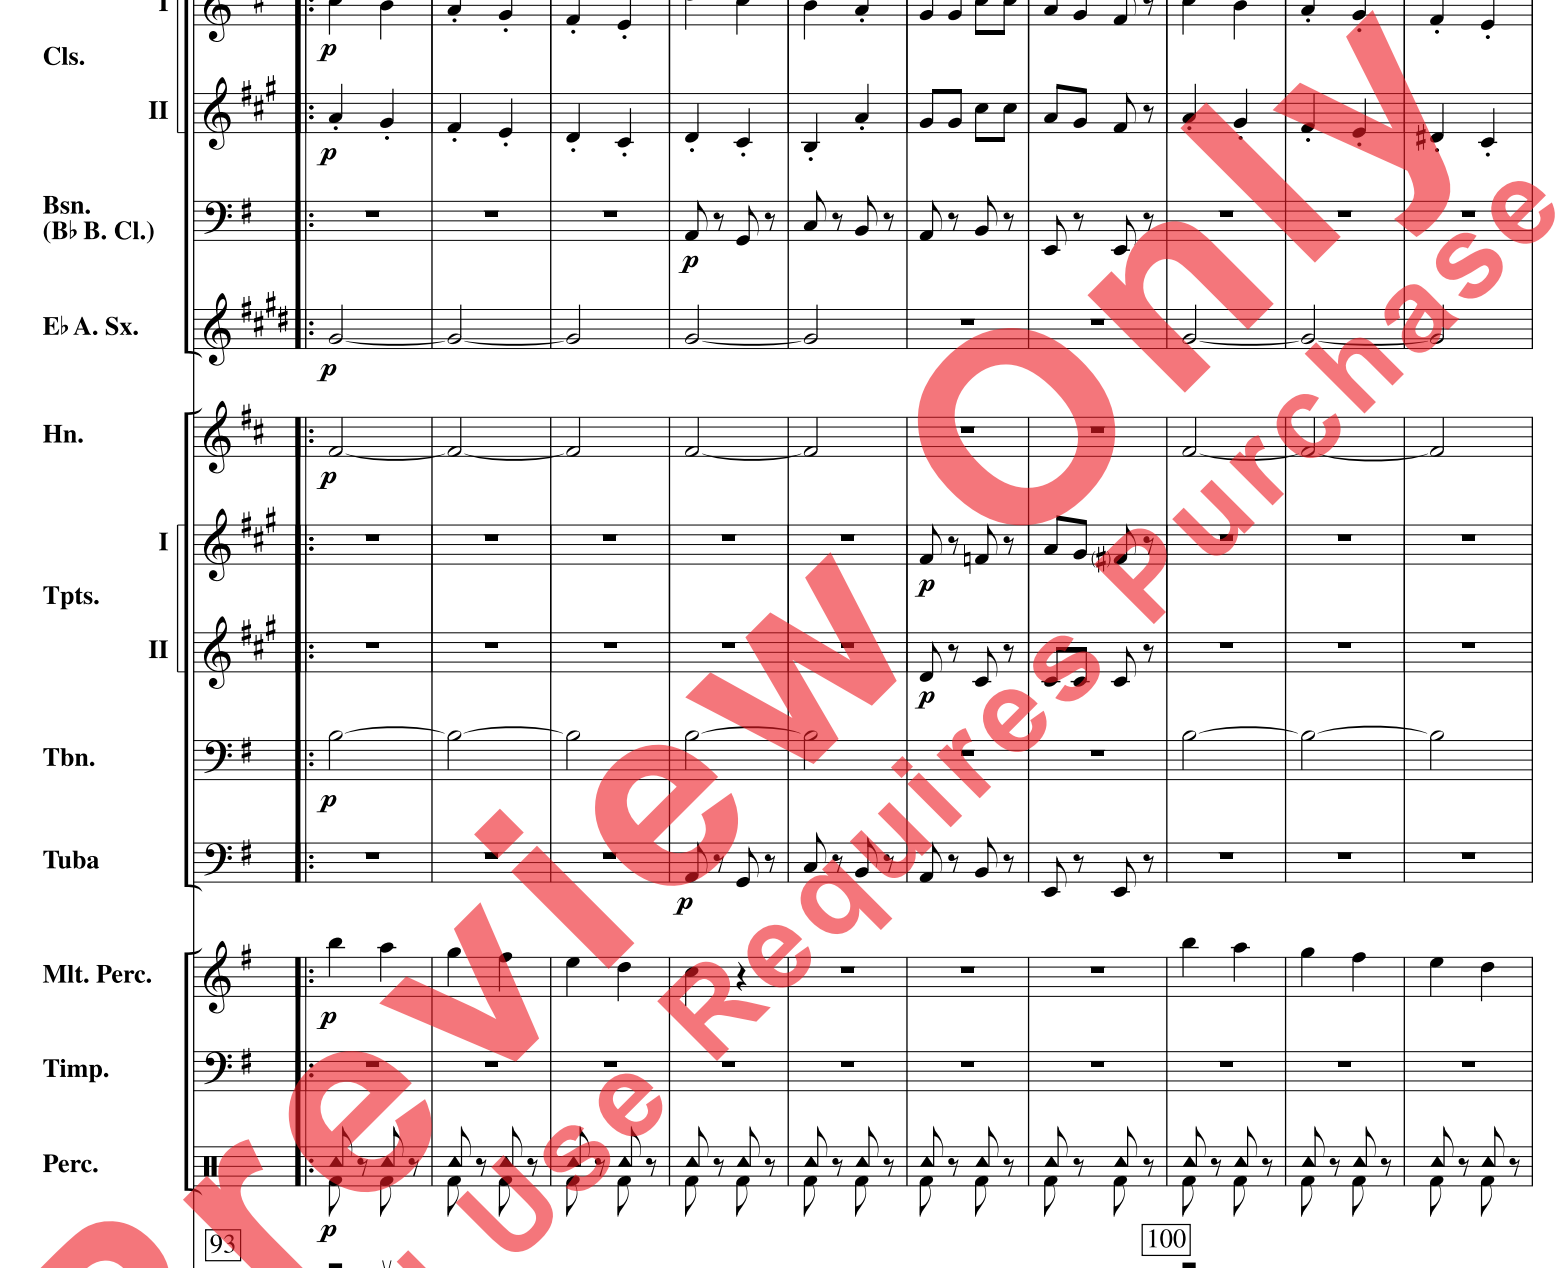 I
Cls.
p
II
p
Bsn.
(B♭ B. Cl.)
p
E♭ A. Sx.
p
Hn.
p
I
p
Tpts.
II
p
Tbn.
p
Tuba
p
Mlt. Perc.
p
Timp.
Perc.
p
93
100
Preview Only
Use Requires Purchase